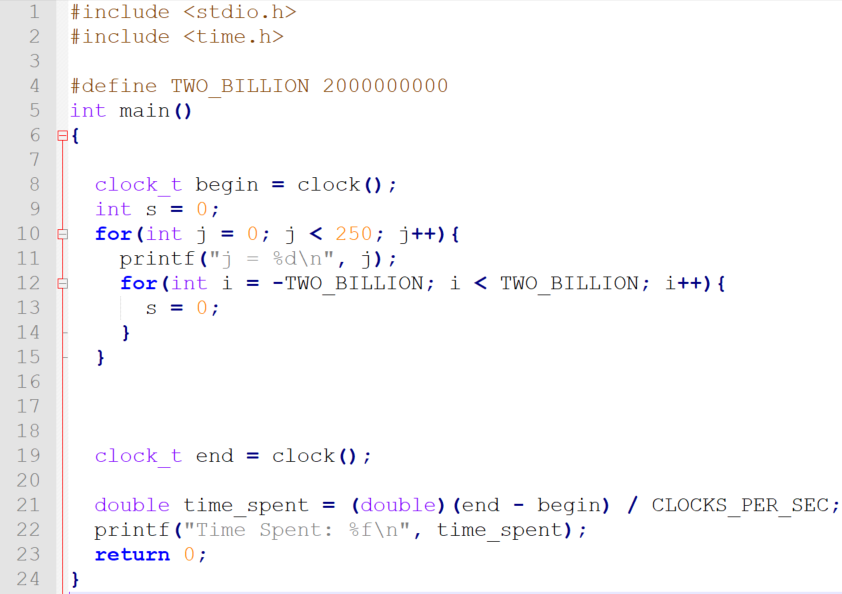 1 #include <stdio.h>
2 #include <time.h>
3
4 #define TWO_BILLION 2000000000
5 int main()
6 {
7
8   clock_t begin = clock();
9   int s = 0;
10   for(int j = 0; j < 250; j++){
11     printf("j = %d\n", j);
12     for(int i = -TWO_BILLION; i < TWO_BILLION; i++){
13       s = 0;
14     }
15   }
16
17
18
19   clock_t end = clock();
20
21   double time_spent = (double)(end - begin) / CLOCKS_PER_SEC;
22   printf("Time Spent: %f\n", time_spent);
23   return 0;
24 }